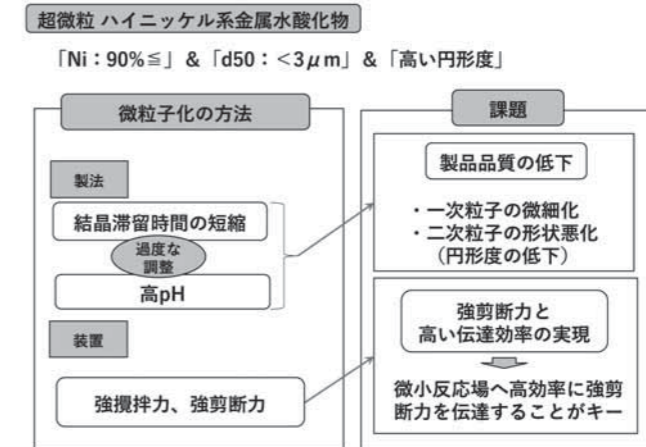 超微粒 ハイニッケル系金属水酸化物
「Ni：90%≦」&「d50：＜3μm」&「高い円形度」
微粒子化の方法
製法
結晶滞留時間の短縮
過度な
調整
高pH
装置
強攪拌力、強剪断力
課題
製品品質の低下
・一次粒子の微細化
・二次粒子の形状悪化
（円形度の低下）
強剪断力と
高い伝達効率の実現
微小反応場へ高効率に強剪
断力を伝達することがキー